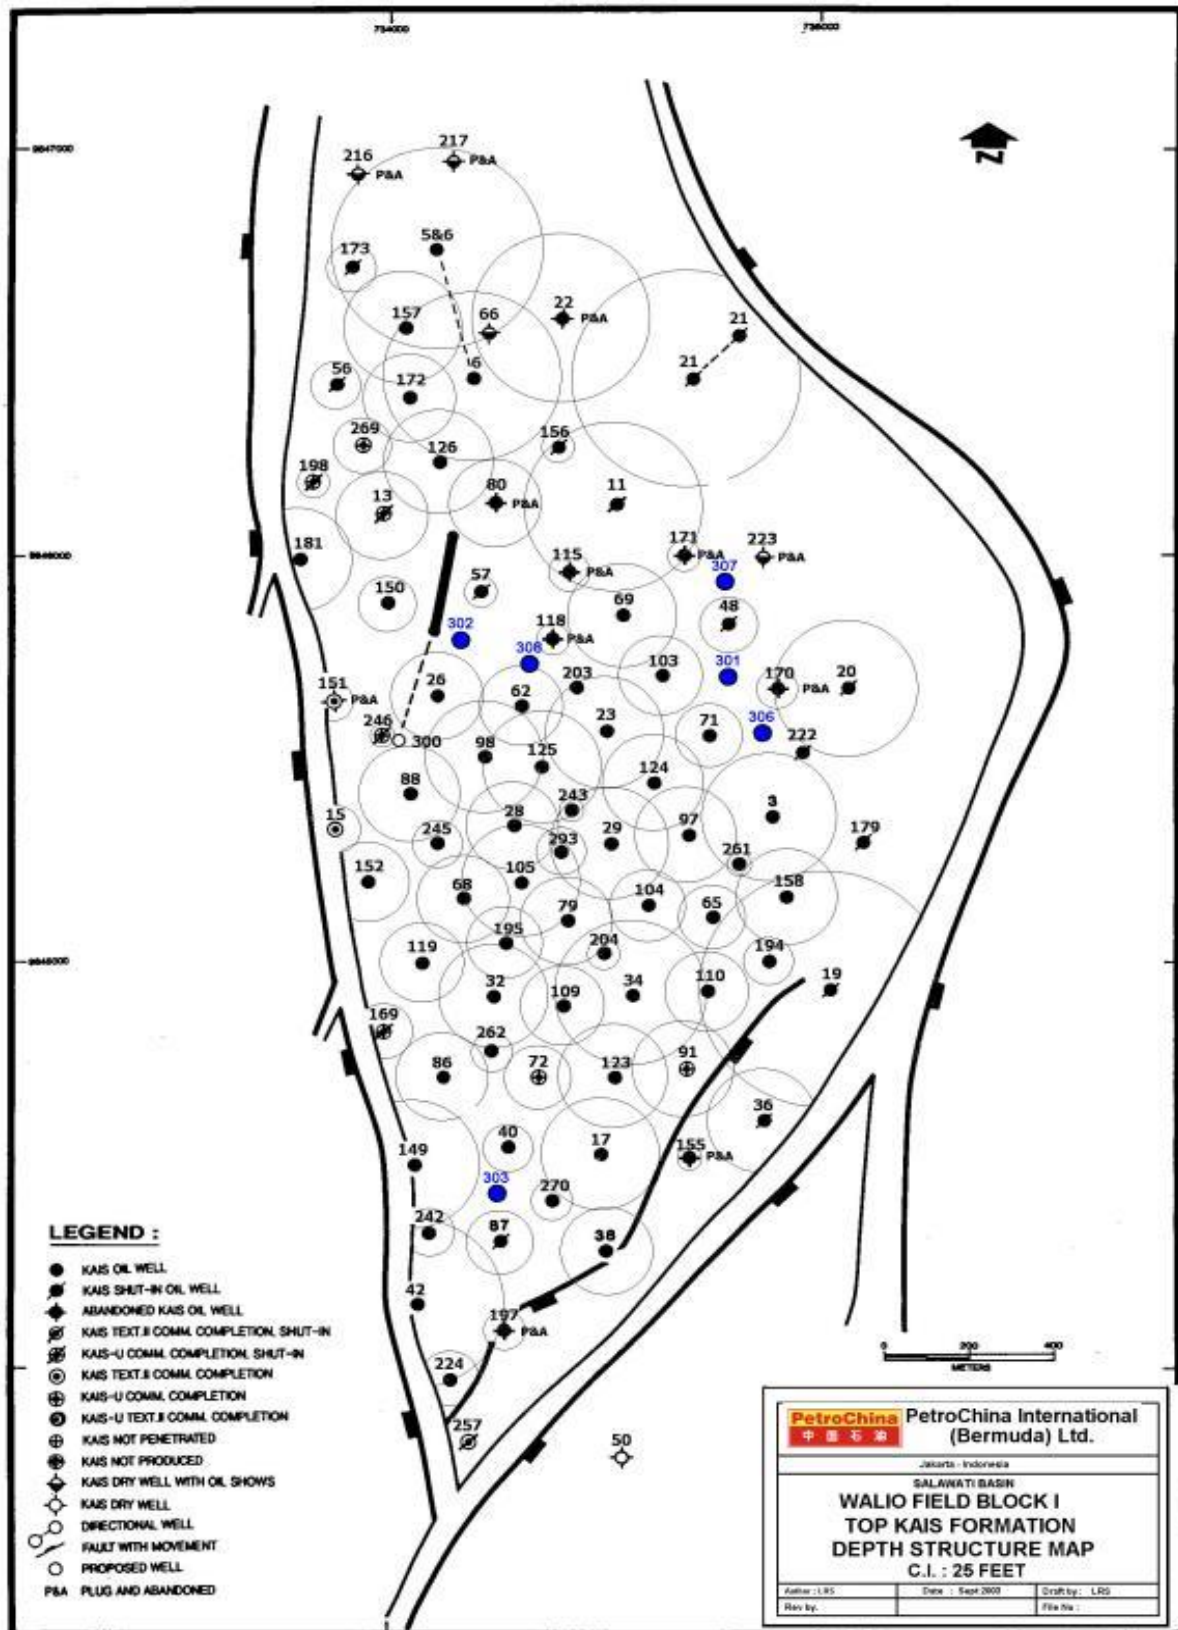 734000
736000
9847000
217
216
P&A
P&A
5&6
173
22
P&A
66
157
21
21
6
56
172
269
156
126
198
80
P&A
11
13
181
171
P&A
223
P&A
115
P&A
307
57
150
69
48
302
118
P&A
308
103
301
203
170
P&A
20
26
151
P&A
62
306
23
71
246
300
222
98
125
124
88
243
3
15
28
29
97
179
245
293
261
152
105
68
158
104
65
79
195
204
119
194
32
34
110
19
109
169
262
91
72
86
123
36
40
17
155
P&A
149
303
270
242
87
38
42
197
P&A
224
257
50
LEGEND :
KAIS OIL WELL
KAIS SHUT-IN OIL WELL
ABANDONED KAIS OIL WELL
KAIS TEXT.II COMM. COMPLETION, SHUT-IN
KAIS-U COMM. COMPLETION, SHUT-IN
KAIS TEXT.II COMM. COMPLETION
KAIS-U COMM. COMPLETION
KAIS-U TEXT.II COMM. COMPLETION
KAIS NOT PENETRATED
KAIS NOT PRODUCED
KAIS DRY WELL WITH OIL SHOWS
KAIS DRY WELL
DIRECTIONAL WELL
FAULT WITH MOVEMENT
PROPOSED WELL
P&A PLUG AND ABANDONED
0 200 400
METERS
PetroChina
中国石油
PetroChina International
(Bermuda) Ltd.
Jakarta - Indonesia
SALAWATI BASIN
WALIO FIELD BLOCK I
TOP KAIS FORMATION
DEPTH STRUCTURE MAP
C.I. : 25 FEET
Author : LRS
Date : Sept 2003
Draft by : LRS
Rev by.
File No :